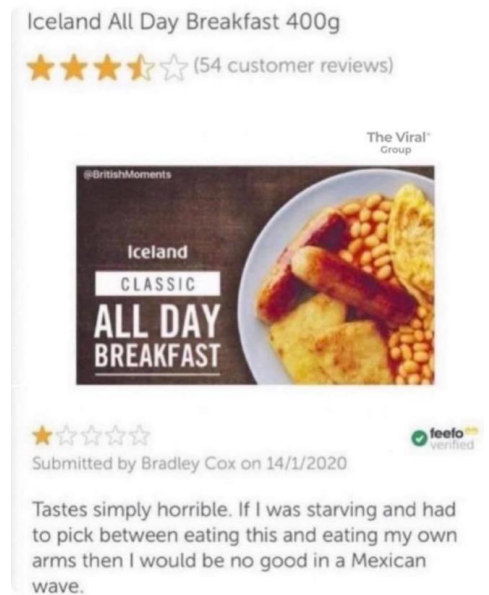 Iceland All Day Breakfast 400g
(54 customer reviews)
The Viral
Group
@BritishMoments
Iceland
CLASSIC
ALL DAY
BREAKFAST
feefo
verified
Submitted by Bradley Cox on 14/1/2020
Tastes simply horrible. If I was starving and had
to pick between eating this and eating my own
arms then I would be no good in a Mexican
wave.